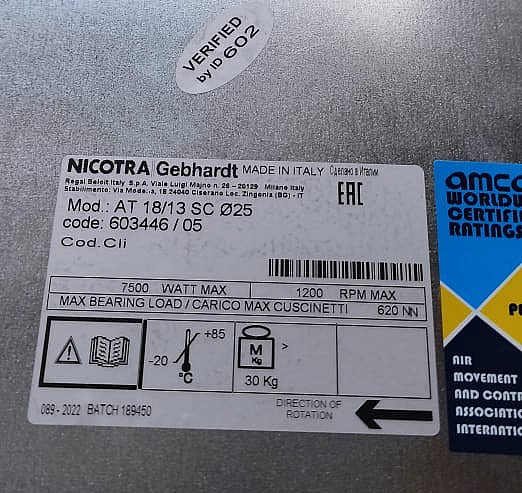 VERIFIED
by ID 602
NICOTRA Gebhardt MADE IN ITALY Сделано в Италии
Regal Beloit Italy S.p.A. Viale Luigi Majno n. 26 - 20129 Milano Italy
Stabilimento: Via Modena, 18 24040 Ciserano Loc. Zingonia (BG) - IT
EAC
Mod.: AT 18/13 SC Ø25
code: 603446 / 05
Cod.Cli
7500 WATT MAX 1200 RPM MAX
MAX BEARING LOAD / CARICO MAX CUSCINETTI 620 NN
-20 +85 °C
M Kg >
30 Kg
089 - 2022 BATCH 189450
DIRECTION OF
ROTATION
amca
WORLDW
CERTIFI
RATINGS
PE
AIR
MOVEMENT
AND CONT
ASSOCIATIO
INTERNATI